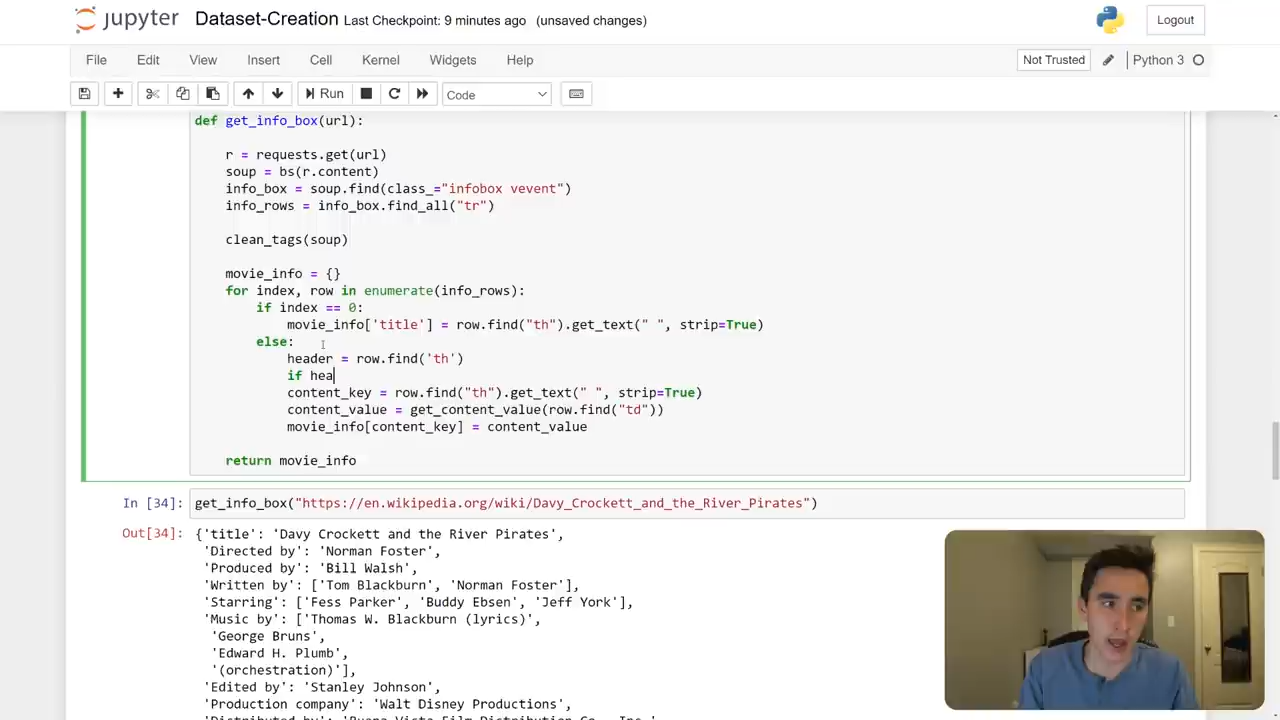 jupyter Dataset-Creation Last Checkpoint: 9 minutes ago (unsaved changes) Logout
File Edit View Insert Cell Kernel Widgets Help Not Trusted Python 3
Run Code
def get_info_box(url):
r = requests.get(url)
soup = bs(r.content)
info_box = soup.find(class_="infobox vevent")
info_rows = info_box.find_all("tr")
clean_tags(soup)
movie_info = {}
for index, row in enumerate(info_rows):
if index == 0:
movie_info['title'] = row.find("th").get_text(" ", strip=True)
else:
header = row.find('th')
if hea
content_key = row.find("th").get_text(" ", strip=True)
content_value = get_content_value(row.find("td"))
movie_info[content_key] = content_value
return movie_info
In [34]: get_info_box("https://en.wikipedia.org/wiki/Davy_Crockett_and_the_River_Pirates")
Out[34]: {'title': 'Davy Crockett and the River Pirates',
'Directed by': 'Norman Foster',
'Produced by': 'Bill Walsh',
'Written by': ['Tom Blackburn', 'Norman Foster'],
'Starring': ['Fess Parker', 'Buddy Ebsen', 'Jeff York'],
'Music by': ['Thomas W. Blackburn (lyrics)',
'George Bruns',
'Edward H. Plumb',
'(orchestration)'],
'Edited by': 'Stanley Johnson',
'Production company': 'Walt Disney Productions',